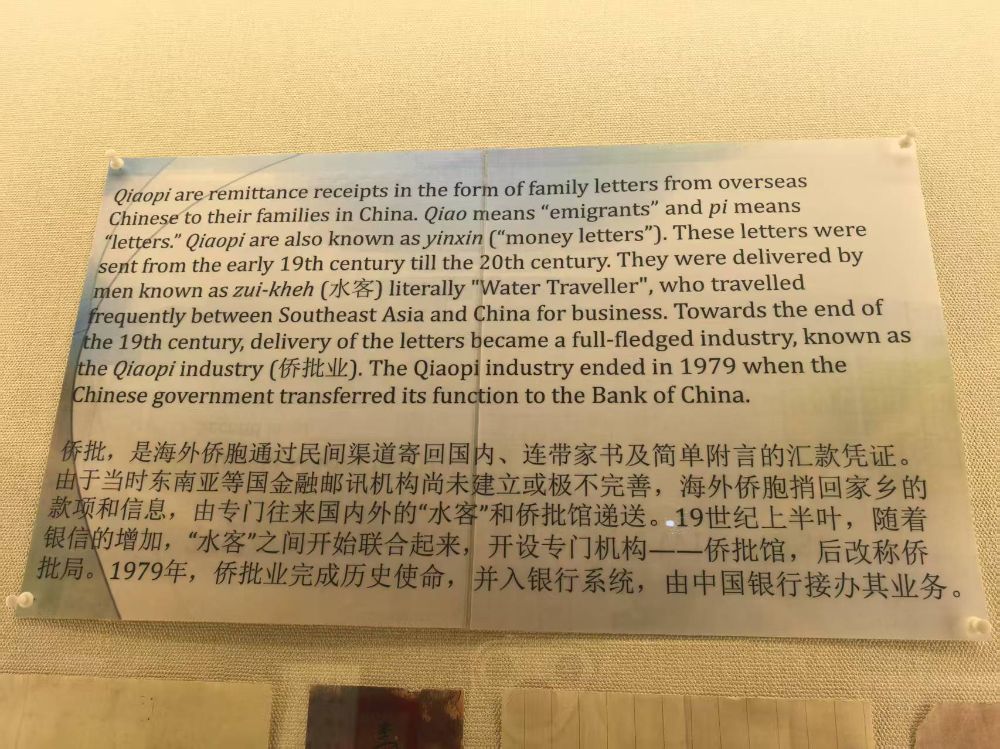 Qiaopi are remittance receipts in the form of family letters from overseas
Chinese to their families in China. Qiao means “emigrants” and pi means
“letters.” Qiaopi are also known as yinxin (“money letters”). These letters were
sent from the early 19th century till the 20th century. They were delivered by
men known as zui-kheh (水客) literally "Water Traveller", who travelled
frequently between Southeast Asia and China for business. Towards the end of
the 19th century, delivery of the letters became a full-fledged industry, known as
the Qiaopi industry (侨批业). The Qiaopi industry ended in 1979 when the
Chinese government transferred its function to the Bank of China.
侨批，是海外侨胞通过民间渠道寄回国内、连带家书及简单附言的汇款凭证。
由于当时东南亚等国金融邮讯机构尚未建立或极不完善，海外侨胞捎回家乡的
款项和信息，由专门往来国内外的“水客”和侨批馆递送。19世纪上半叶，随着
银信的增加，“水客”之间开始联合起来，开设专门机构——侨批馆，后改称侨
批局。1979年，侨批业完成历史使命，并入银行系统，由中国银行接办其业务。